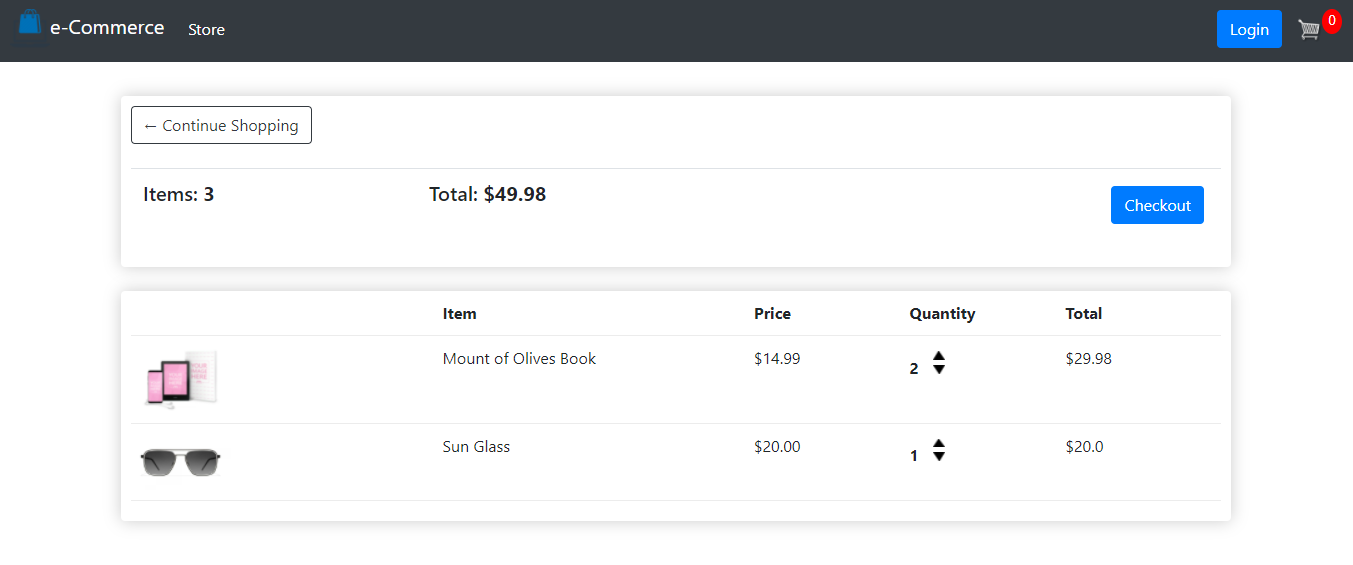 e-Commerce Store Login 0
← Continue Shopping
Items: 3 Total: $49.98 Checkout
Item Price Quantity Total
Mount of Olives Book $14.99 2 $29.98
Sun Glass $20.00 1 $20.0